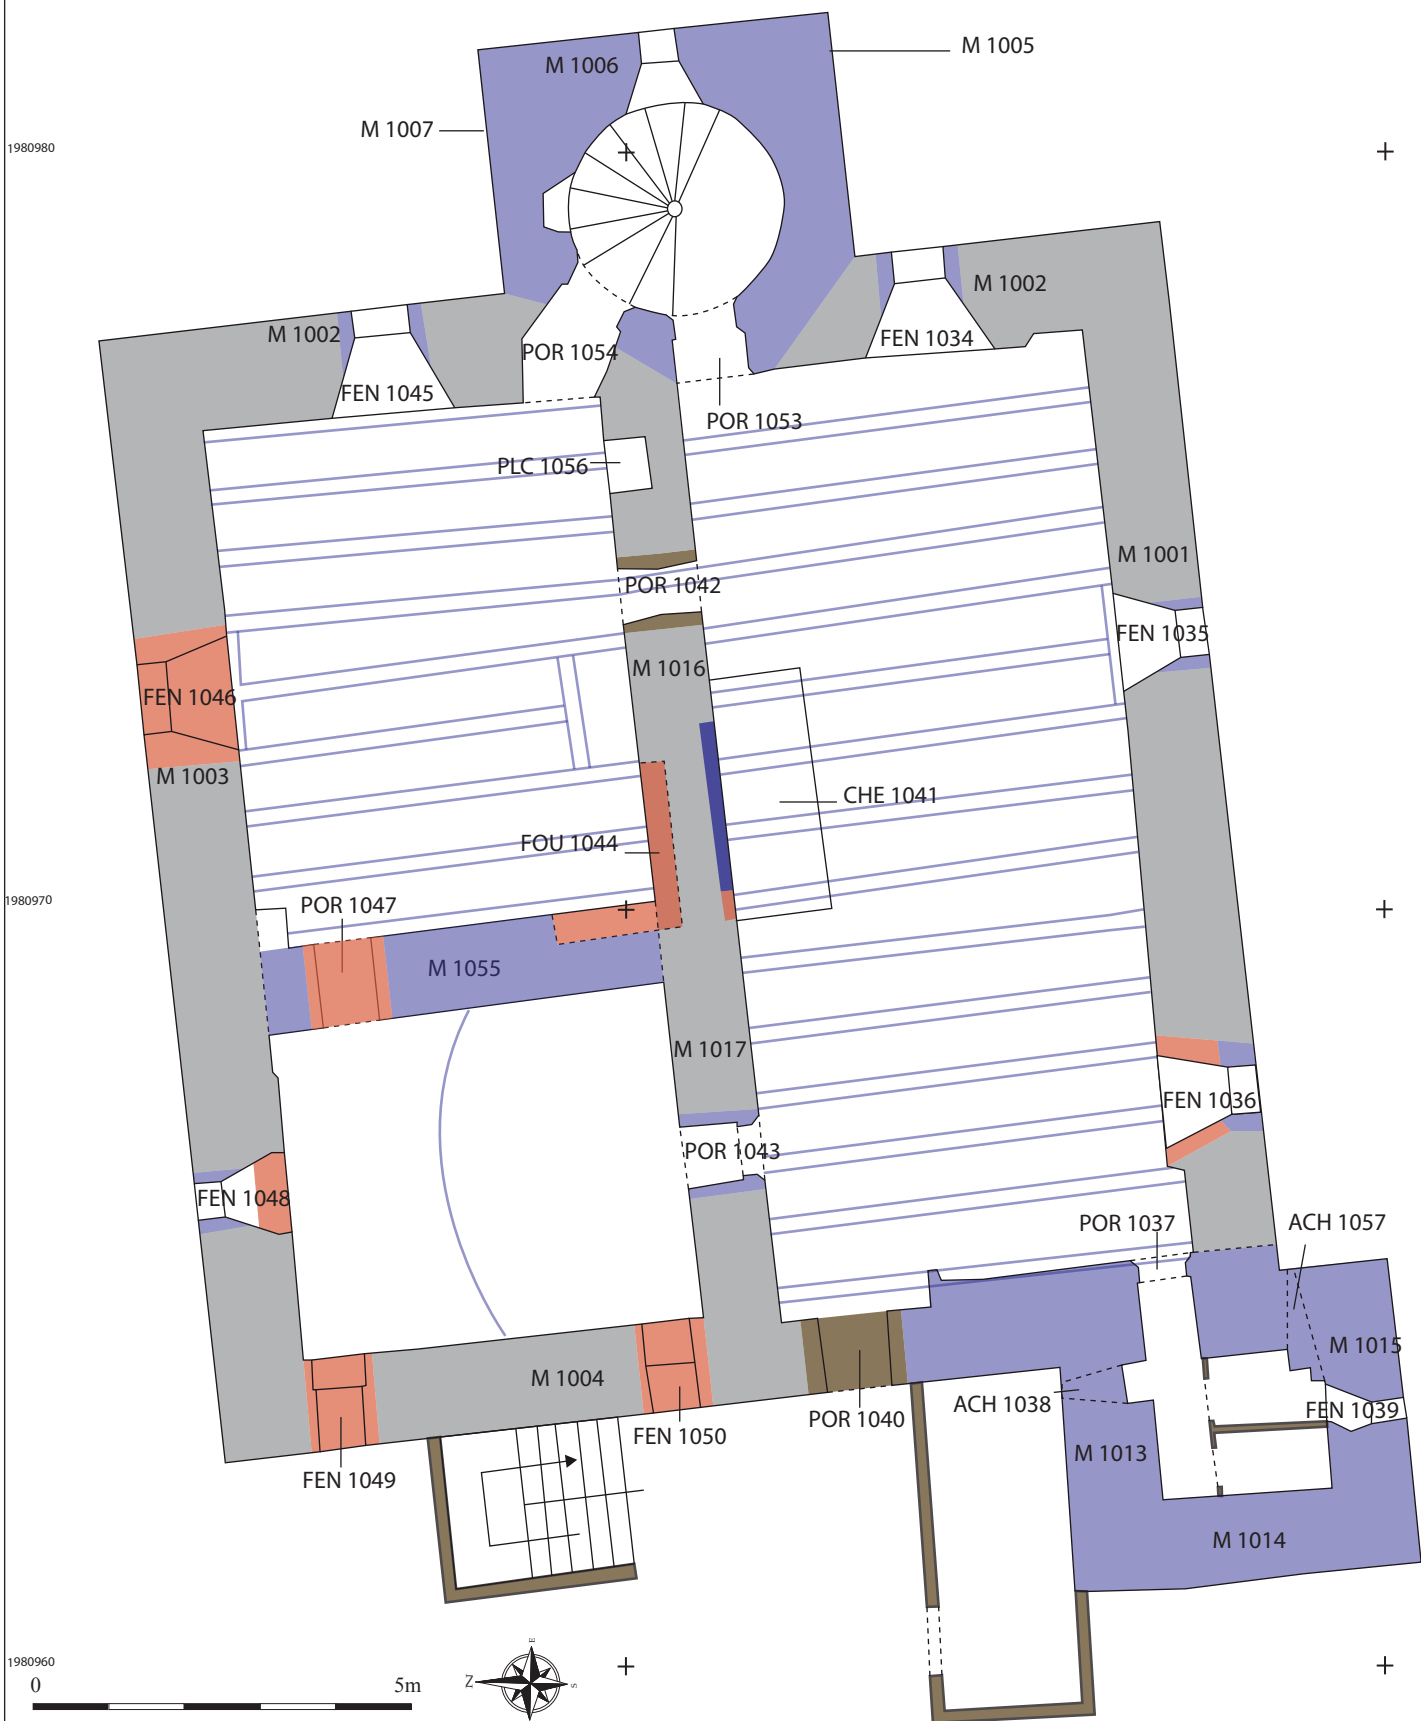 M 1005
M 1006
M 1007
1980980
M 1002
M 1002
FEN 1034
POR 1054
FEN 1045
POR 1053
PLC 1056
M 1001
POR 1042
FEN 1035
M 1016
FEN 1046
M 1003
CHE 1041
FOU 1044
1980970
POR 1047
M 1055
M 1017
FEN 1036
POR 1043
FEN 1048
POR 1037
ACH 1057
M 1015
M 1004
ACH 1038
FEN 1039
POR 1040
FEN 1050
M 1013
FEN 1049
M 1014
1980960
0
5m
E
N
S